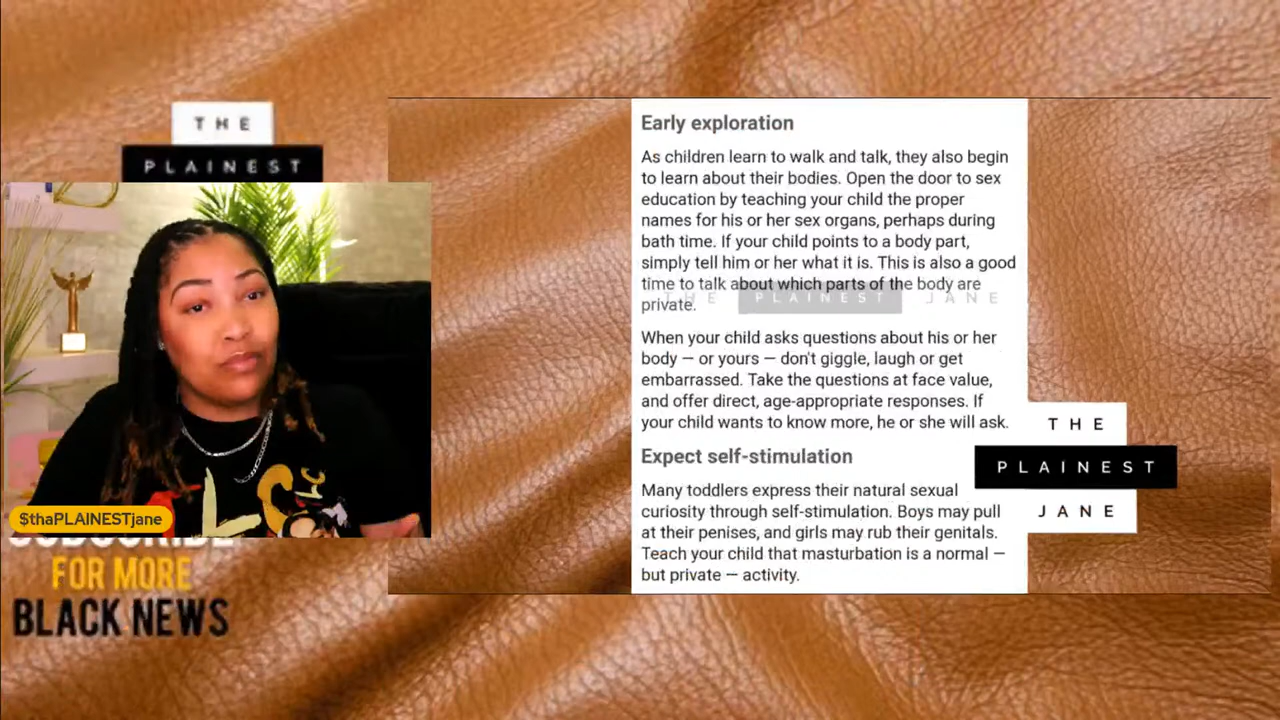 THE
PLAINEST
$thaPLAINESTjane
SUBSCRIBE
FOR MORE
BLACK NEWS
Early exploration
As children learn to walk and talk, they also begin
to learn about their bodies. Open the door to sex
education by teaching your child the proper
names for his or her sex organs, perhaps during
bath time. If your child points to a body part,
simply tell him or her what it is. This is also a good
time to talk about which parts of the body are
private.
THE PLAINEST JANE
When your child asks questions about his or her
body — or yours — don't giggle, laugh or get
embarrassed. Take the questions at face value,
and offer direct, age-appropriate responses. If
your child wants to know more, he or she will ask.
Expect self-stimulation
Many toddlers express their natural sexual
curiosity through self-stimulation. Boys may pull
at their penises, and girls may rub their genitals.
Teach your child that masturbation is a normal —
but private — activity.
THE
PLAINEST
JANE